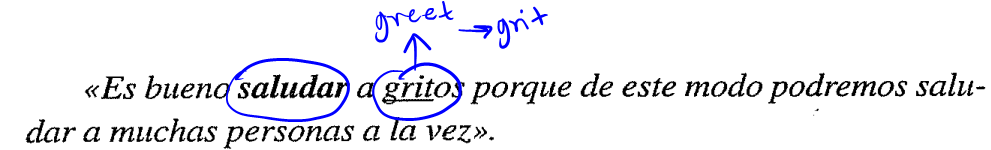 greet → grit
«Es bueno saludar a gritos porque de este modo podremos salu-
dar a muchas personas a la vez».